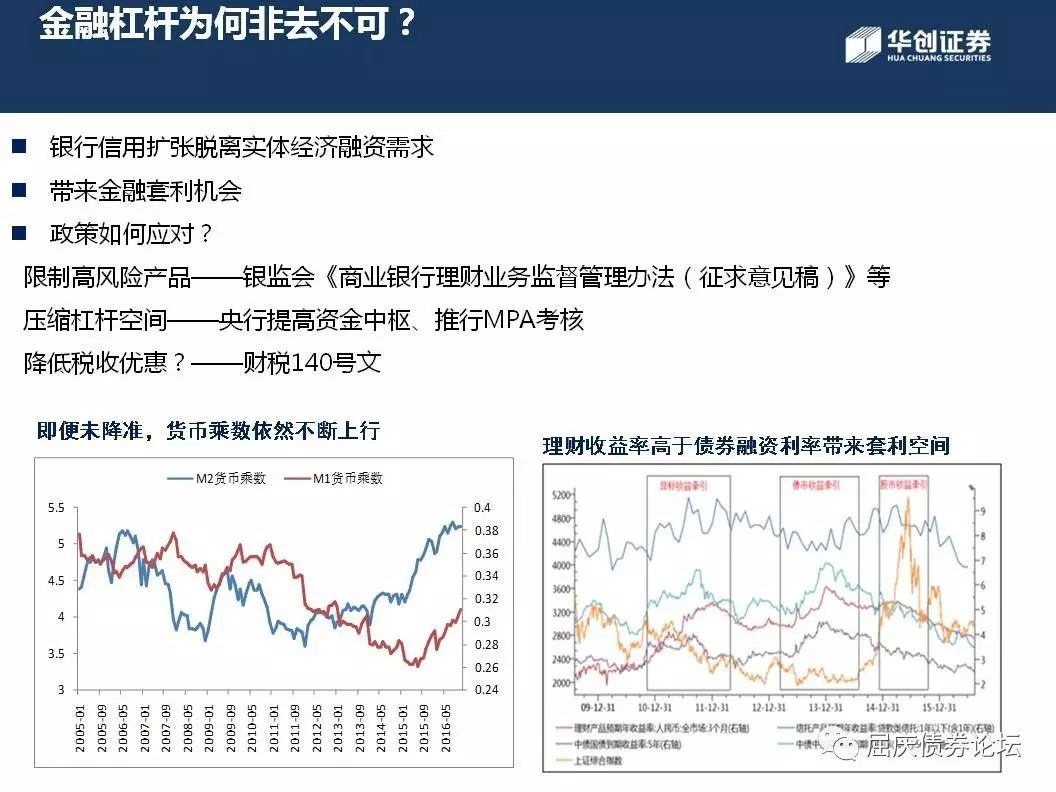 金融杠杆为何非去不可？
华创证券
HUA CHUANG SECURITIES
银行信用扩张脱离实体经济融资需求
带来金融套利机会
政策如何应对？
限制高风险产品——银监会《商业银行理财业务监督管理办法（征求意见稿）》等
压缩杠杆空间——央行提高资金中枢、推行MPA考核
降低税收优惠？——财税140号文
即便未降准，货币乘数依然不断上行
M2货币乘数 M1货币乘数
5.5 0.4
0.38
5 0.36
4.5 0.34
0.32
4 0.3
0.28
3.5 0.26
3 0.24
2005-01 2005-09 2006-05 2007-01 2007-09 2008-05 2009-01 2009-09 2010-05 2011-01 2011-09 2012-05 2013-01 2013-09 2014-05 2015-01 2015-09 2016-05
理财收益率高于债券融资利率带来套利空间
收益牵引 债市收益牵引 股市收益牵引
5200 9
4800 8
4400 7
4000 6
3600 5
3200
2800 4
2400 3
2000 2
09-12-31 10-12-31 11-12-31 12-12-31 13-12-31 14-12-31 15-12-31
理财产品预期年收益率:人民币:全市场:3个月(右轴) 信托产品预期年收益率:贷款类信托:1年以下(含1年)(右轴)
中债国债到期收益率:5年(右轴) 中债中
上证综合指数
屈庆债券论坛